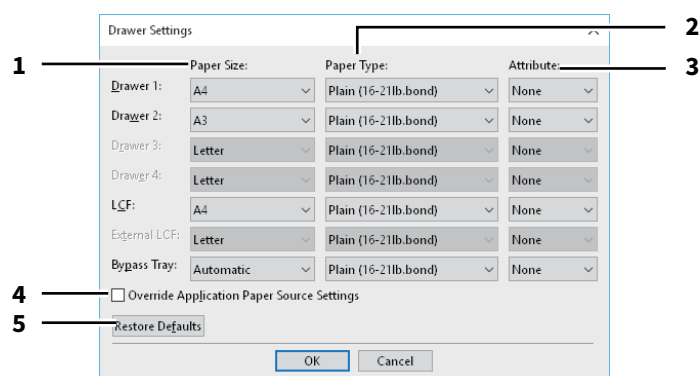 Drawer Settings
2
1
Paper Size: Paper Type: Attribute:
3
Drawer 1: A4 Plain (16-21lb.bond) None
Drawer 2: A3 Plain (16-21lb.bond) None
Drawer 3: Letter Plain (16-21lb.bond) None
Drawer 4: Letter Plain (16-21lb.bond) None
LCF: A4 Plain (16-21lb.bond) None
External LCF: Letter Plain (16-21lb.bond) None
Bypass Tray: Automatic Plain (16-21lb.bond) None
4
Override Application Paper Source Settings
5
Restore Defaults
OK Cancel